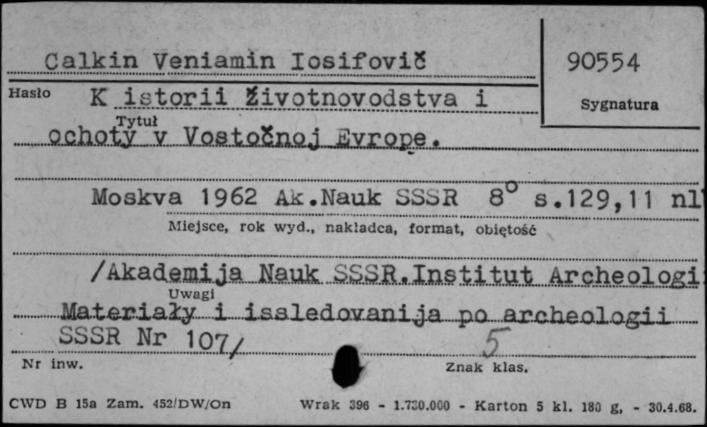 Calkin Veniamin Iosifovič
90554
Hasło
K istorii Životnovodstva i
Sygnatura
Tytuł
ochoty v Vostočnoj Evrope.
Moskva 1962 Ak.Nauk SSSR 8° s.129,11 nl
Miejsce, rok wyd., nakladca, format, obiętość
/Akademija Nauk SSSR.Institut Archeologi
Uwagi
Materiały i issledovanija po archeologii
SSSR Nr 107/
5
Nr inw.
Znak klas.
CWD B 15a Zam. 452/DW/On Wrak 396 - 1.730.000 - Karton 5 kl. 180 g, - 30.4.68.